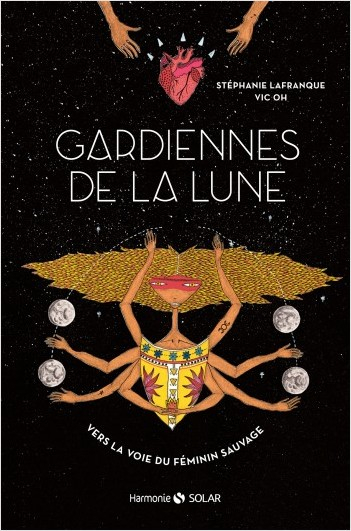 STÉPHANIE LAFRANQUE
VIC OH
GARDIENNES
DE LA LUNE
VERS LA VOIE DU FÉMININ SAUVAGE
Harmonie SOLAR